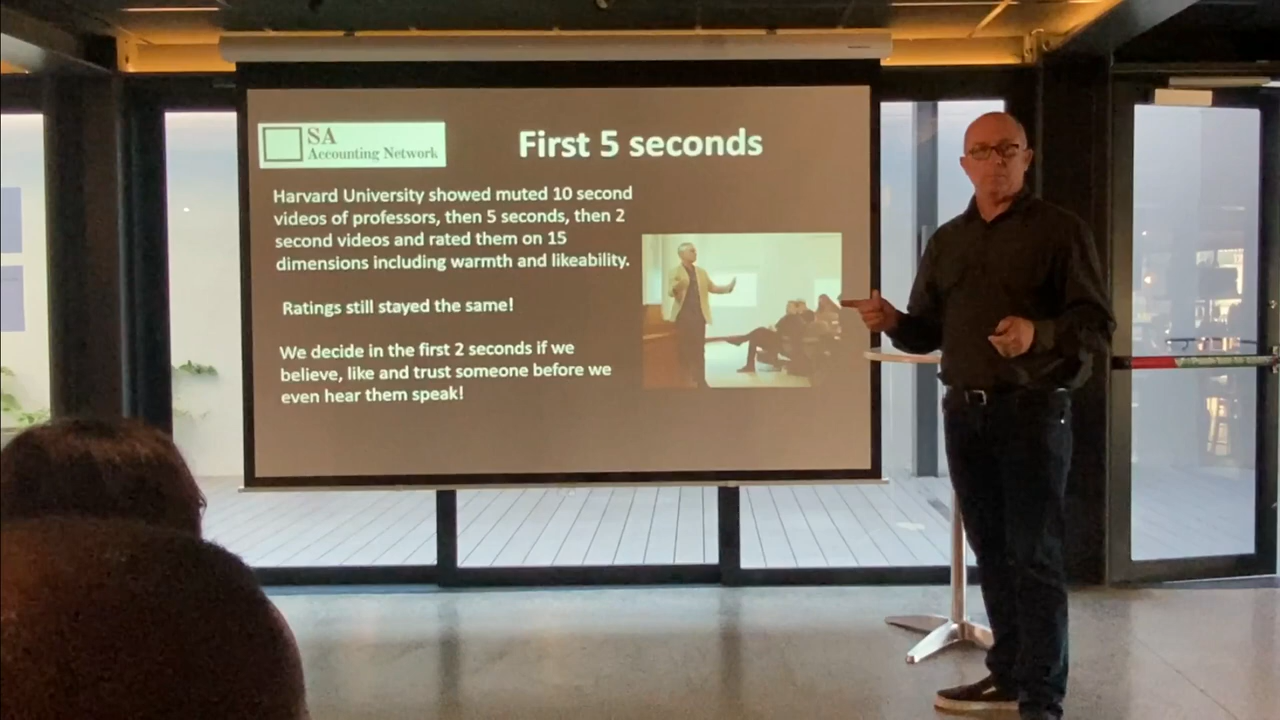 SA
Accounting Network
First 5 seconds
Harvard University showed muted 10 second
videos of professors, then 5 seconds, then 2
second videos and rated them on 15
dimensions including warmth and likeability.
Ratings still stayed the same!
We decide in the first 2 seconds if we
believe, like and trust someone before we
even hear them speak!